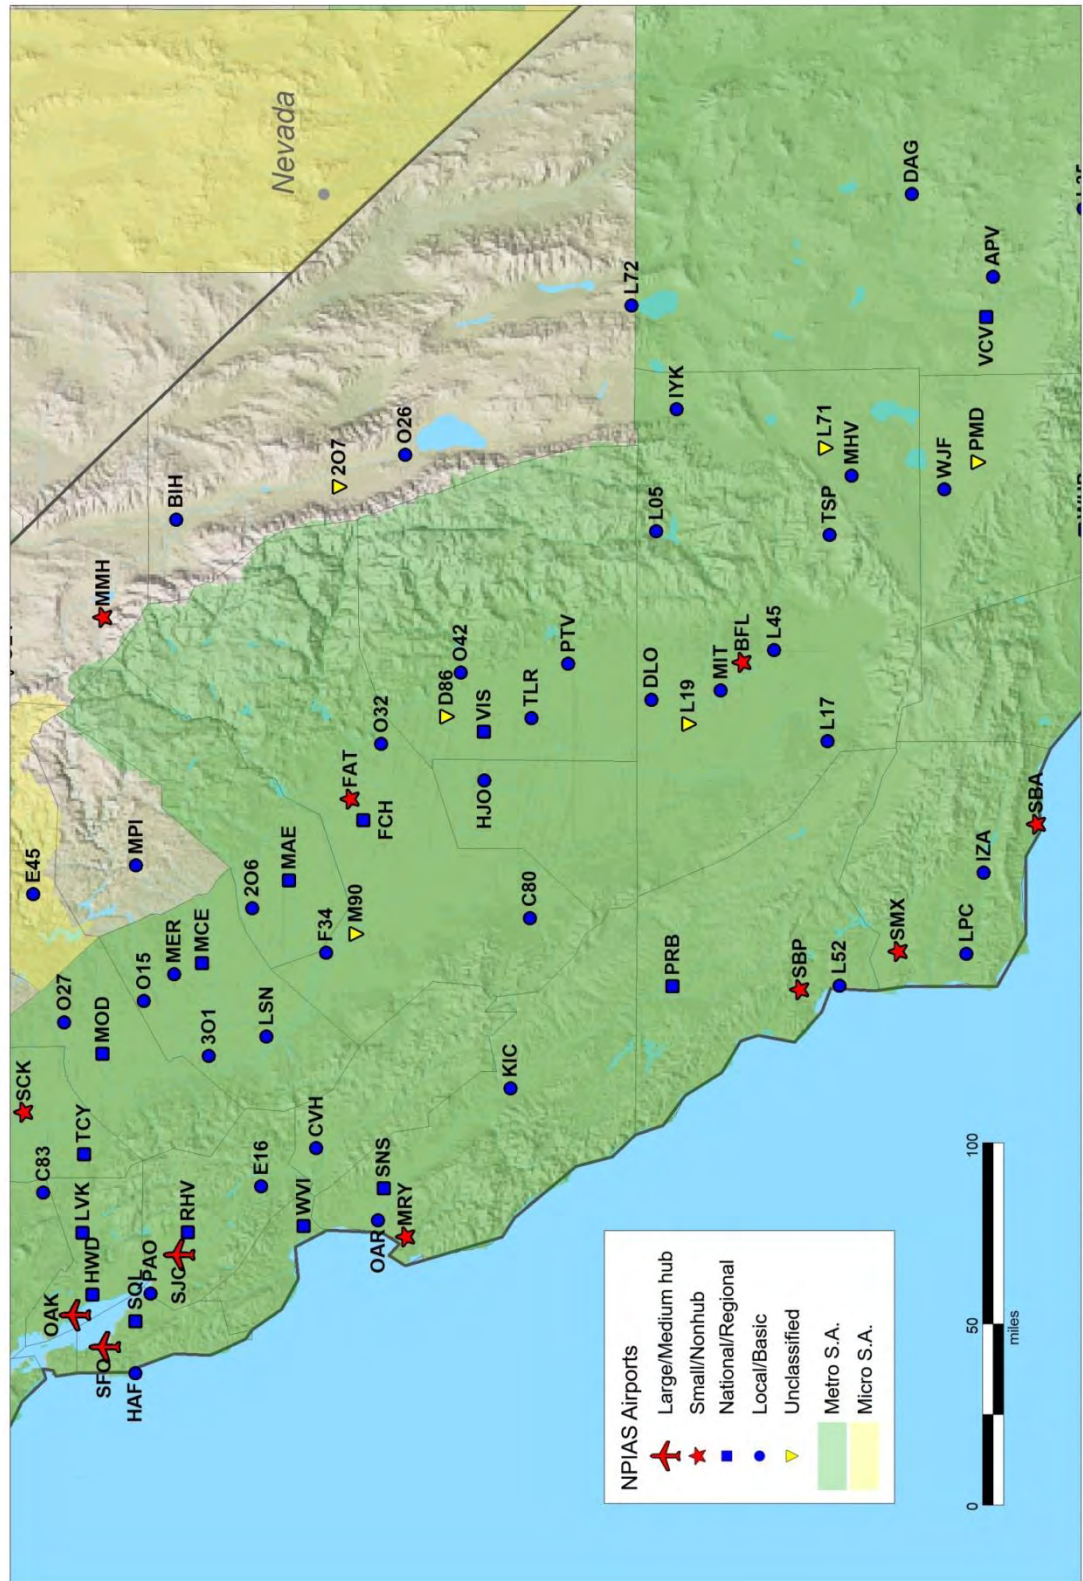 Nevada
E45
MMH
BIH
2O7
O26
L72
MPI
O27
SCK
MOD
O15
MER
MCE
2O6
MAE
FAT
FCH
O32
M90
F34
3O1
LSN
C83
TCY
LVK
HWD
OAK
SFO
SQL
PAO
HAF
SJC
RHV
E16
CVH
WVI
OAR
SNS
MRY
KIC
C80
HJO
VIS
D86
O42
TLR
PTV
DLO
L19
MIT
BFL
L45
L17
L05
IYK
L71
MHV
TSP
WJF
PMD
VCV
APV
DAG
PRB
SBP
L52
SMX
LPC
IZA
SBA
NPIAS Airports
Large/Medium hub
Small/Nonhub
National/Regional
Local/Basic
Unclassified
Metro S.A.
Micro S.A.
0
50
100
miles